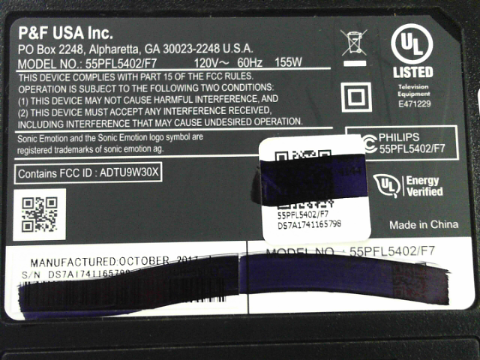 P&F USA Inc.
PO Box 2248, Alpharetta, GA 30023-2248 U.S.A.
MODEL NO.: 55PFL5402/F7 120V~ 60Hz 155W
THIS DEVICE COMPLIES WITH PART 15 OF THE FCC RULES.
OPERATION IS SUBJECT TO THE FOLLOWING TWO CONDITIONS:
(1) THIS DEVICE MAY NOT CAUSE HARMFUL INTERFERENCE, AND
(2) THIS DEVICE MUST ACCEPT ANY INTERFERENCE RECEIVED,
INCLUDING INTERFERENCE THAT MAY CAUSE UNDESIRED OPERATION.
Sonic Emotion and the Sonic Emotion logo symbol are
registered trademarks of sonic emotion ag.
Contains FCC ID : ADTU9W30X
UL
LISTED
Television
Equipment
E471229
PHILIPS
55PFL5402/F7
UL Energy
Verified
Made in China
55PFL5402/F7
DS7A1741165798
MANUFACTURED OCTOBER 2017
S/N DS7A1741165798
MODEL NO.: 55PFL5402/F7